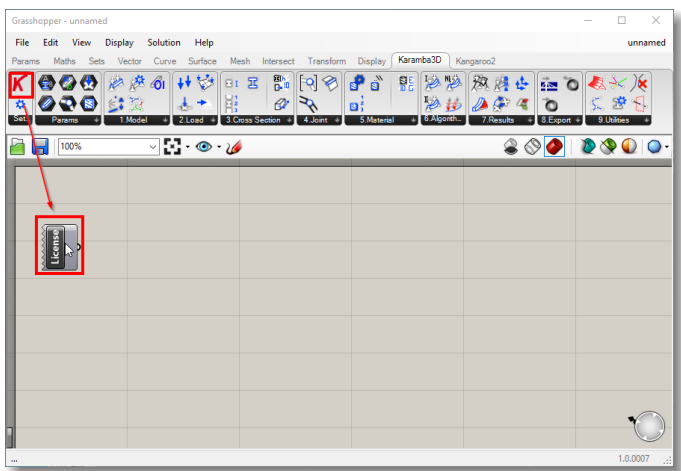 Grasshopper - unnamed
File Edit View Display Solution Help unnamed
Params Maths Sets Vector Curve Surface Mesh Intersect Transform Display Karamba3D Kangaroo2
Params 1.Model 2.Load 3.Cross Section 4.Joint 5.Material 6.Algorith... 7.Results 8.Export 9.Utilities
100%
License
... 1.0.0007